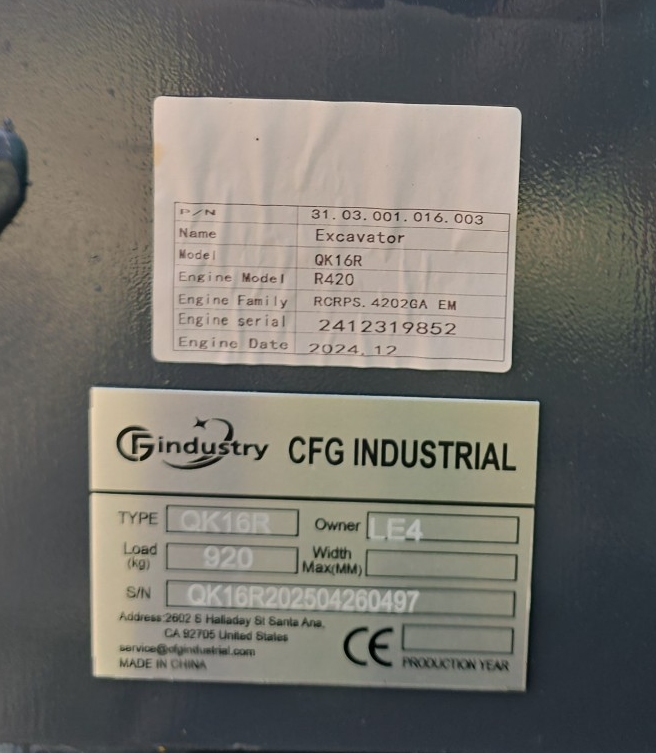 P/N 31.03.001.016.003
Name Excavator
Model QK16R
Engine Model R420
Engine Family RCRPS.4202GA EM
Engine serial 2412319852
Engine Date 2024.12
CFG industry CFG INDUSTRIAL
TYPE QK16R Owner LE4
Load (kg) 920 Width Max(MM)
S/N QK16R202504260497
Address:2602 S Halladay St Santa Ana,
CA 92705 United States
service@cfgindustrial.com
MADE IN CHINA
CE PRODUCTION YEAR